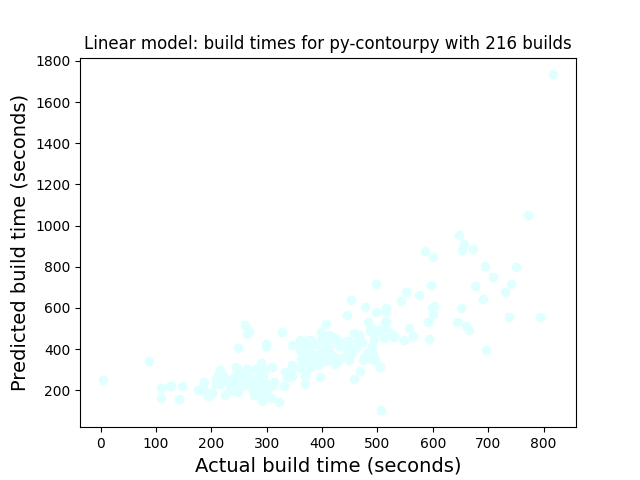 Linear model: build times for py-contourpy with 216 builds
1800
1600
1400
1200
1000
800
600
400
200
Predicted build time (seconds)
0 100 200 300 400 500 600 700 800
Actual build time (seconds)